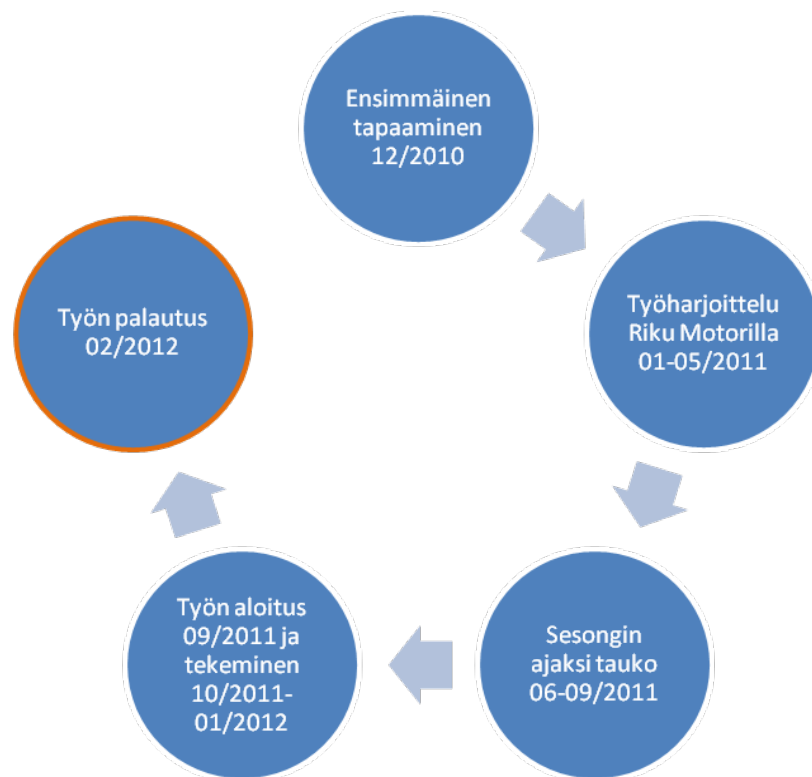 Ensimmäinen
tapaaminen
12/2010
Työharjoittelu
Riku Motorilla
01-05/2011
Sesongin
ajaksi tauko
06-09/2011
Työn aloitus
09/2011 ja
tekeminen
10/2011-
01/2012
Työn palautus
02/2012